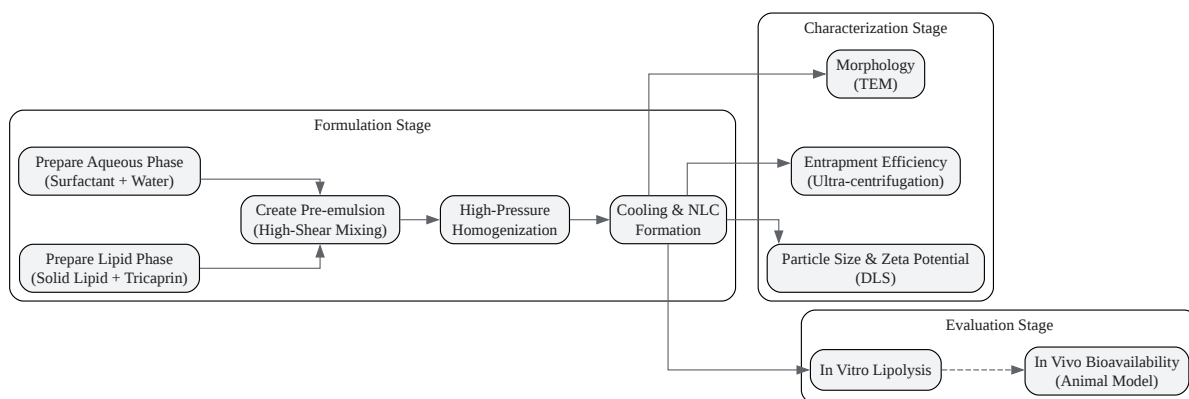 Formulation Stage
Prepare Aqueous Phase
(Surfactant + Water)
Prepare Lipid Phase
(Solid Lipid + Tricaprin)
Create Pre-emulsion
(High-Shear Mixing)
High-Pressure
Homogenization
Cooling & NLC
Formation
Characterization Stage
Morphology
(TEM)
Entrapment Efficiency
(Ultra-centrifugation)
Particle Size & Zeta Potential
(DLS)
Evaluation Stage
In Vitro Lipolysis
In Vivo Bioavailability
(Animal Model)